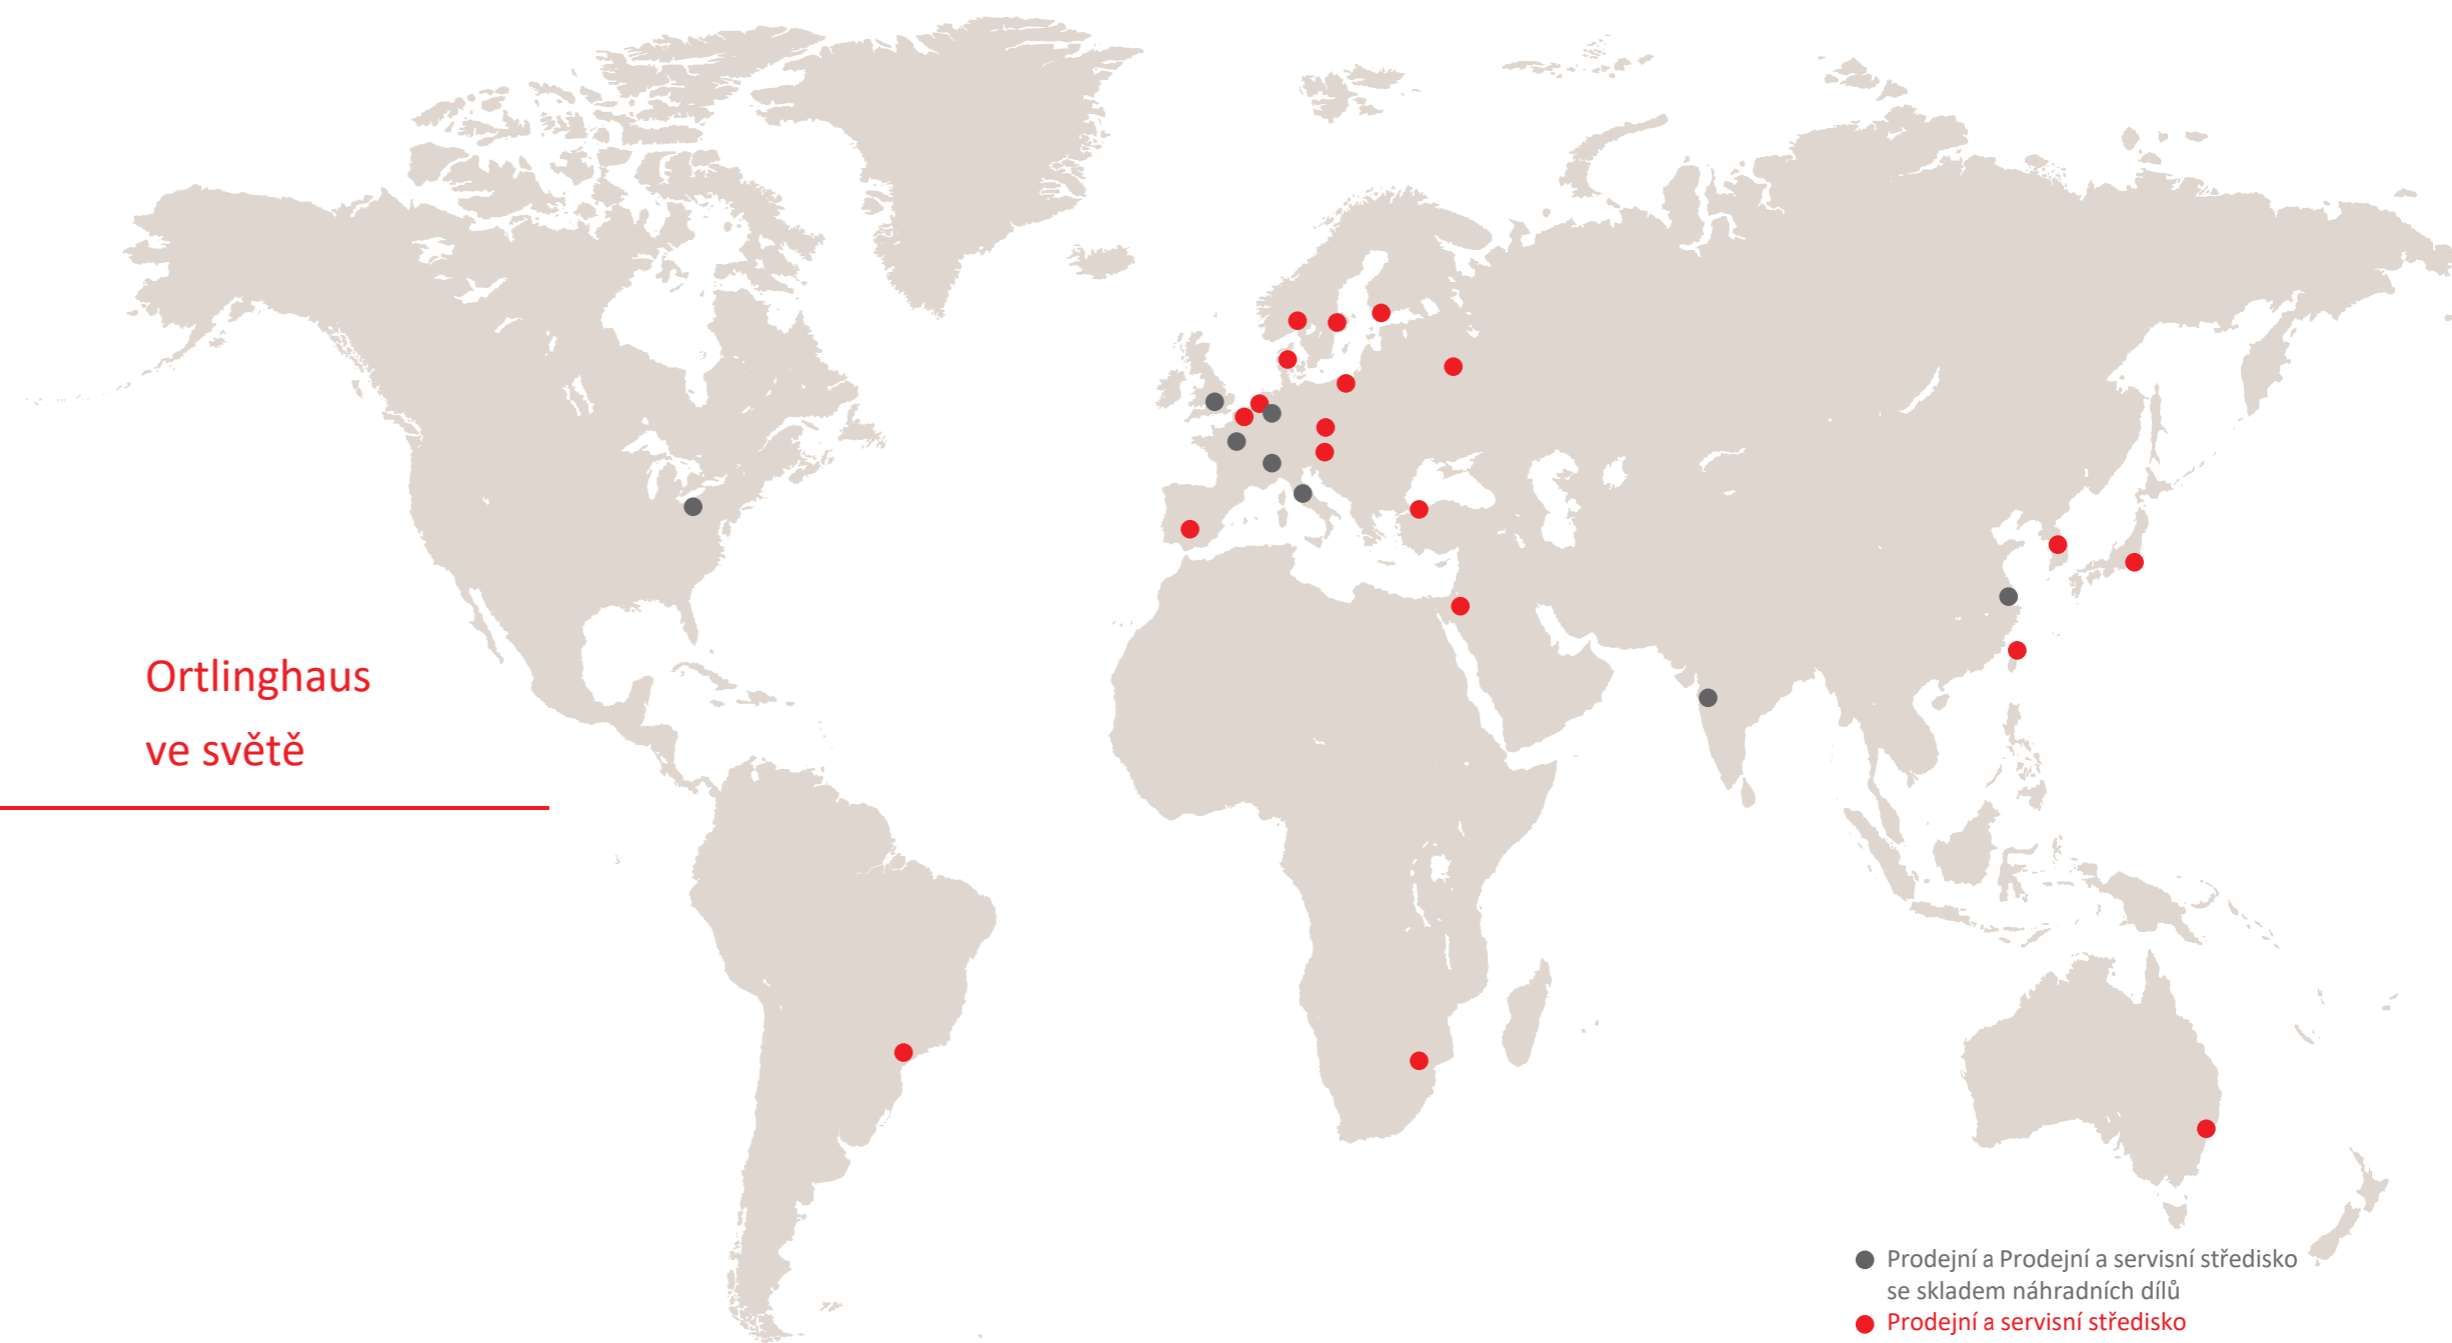 Ortlinghaus
ve světě
Prodejní a Prodejní a servisní středisko
se skladem náhradních dílů
Prodejní a servisní středisko